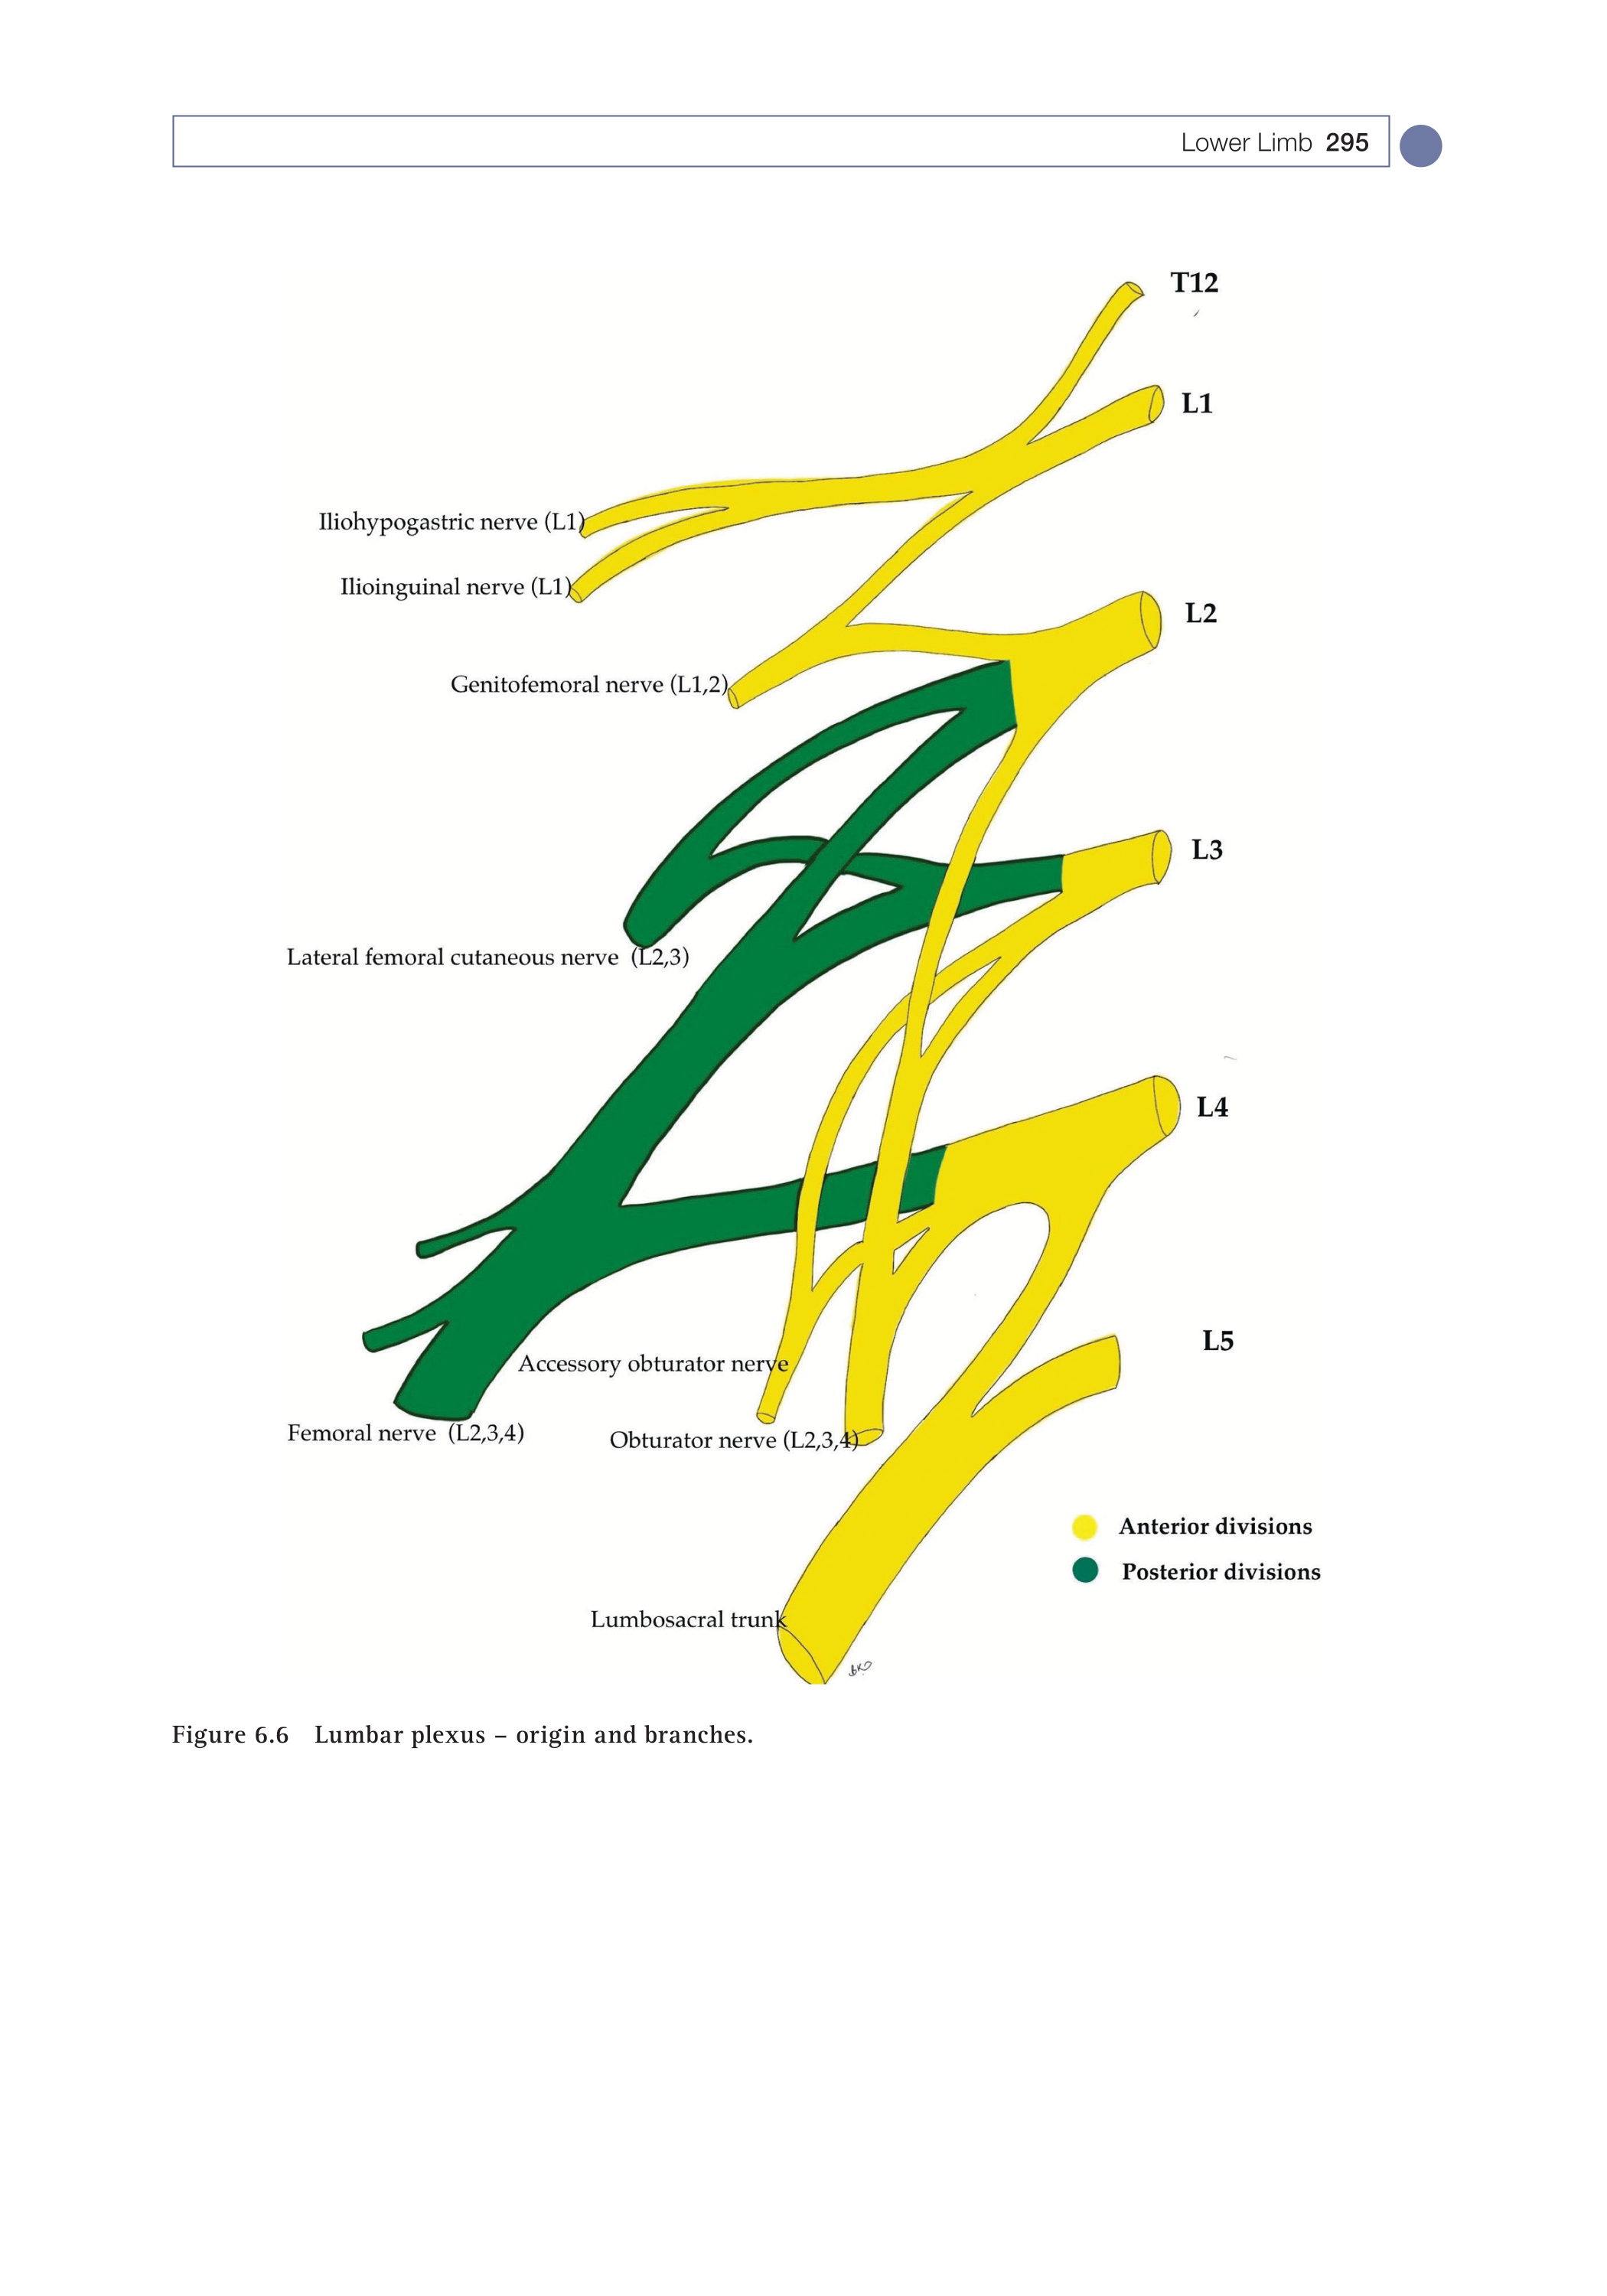 Lower Limb 295
T12
L1
Iliohypogastric nerve (L1)
Ilioinguinal nerve (L1)
L2
Genitofemoral nerve (L1,2)
L3
Lateral femoral cutaneous nerve (L2,3)
L4
L5
Accessory obturator nerve
Femoral nerve (L2,3,4)
Obturator nerve (L2,3,4)
Anterior divisions
Posterior divisions
Lumbosacral trunk
Figure 6.6 Lumbar plexus – origin and branches.